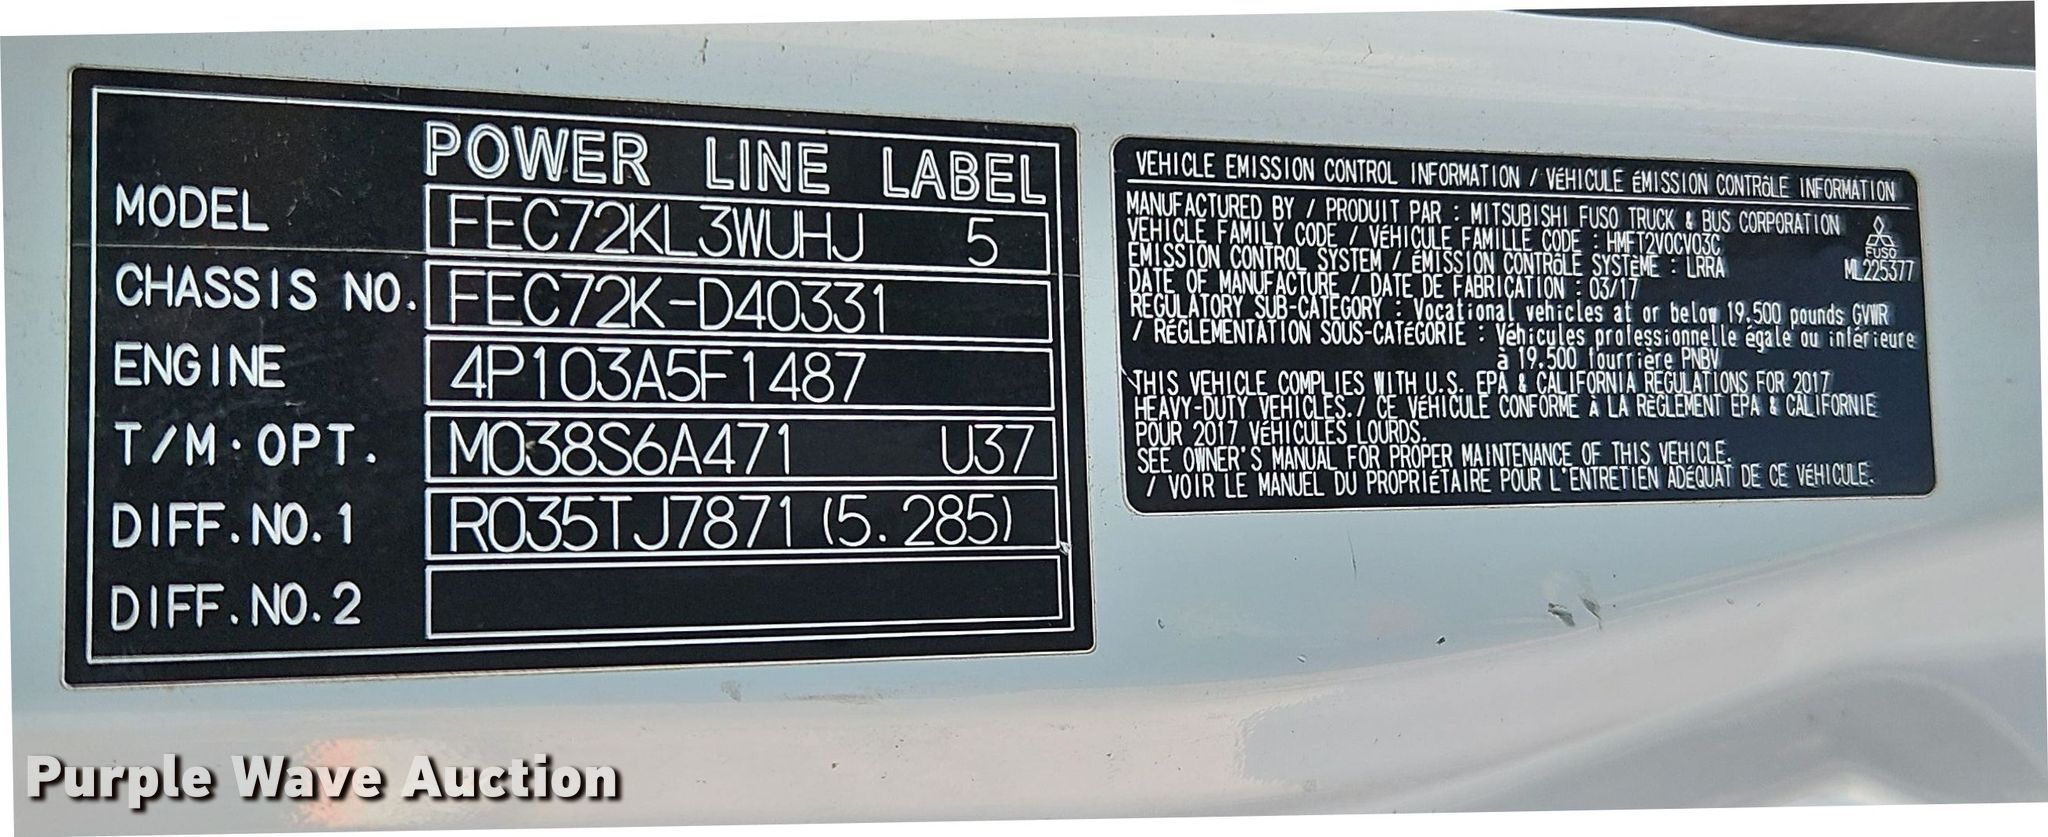 POWER LINE LABEL
MODEL FEC72KL3WUHJ 5
CHASSIS NO. FEC72K-D40331
ENGINE 4P103A5F1487
T/M·OPT. M038S6A471 U37
DIFF.NO.1 R035TJ7871 (5.285)
DIFF.NO.2
VEHICLE EMISSION CONTROL INFORMATION / VÉHICULE ÉMISSION CONTRÔLE INFORMATION
MANUFACTURED BY / PRODUIT PAR : MITSUBISHI FUSO TRUCK & BUS CORPORATION
VEHICLE FAMILY CODE / VÉHICULE FAMILLE CODE : HMFT2VOCV03C
EMISSION CONTROL SYSTEM / ÉMISSION CONTRÔLE SYSTÈME : LRRA
FUSO
ML225377
DATE OF MANUFACTURE / DATE DE FABRICATION : 03/17
REGULATORY SUB-CATEGORY : Vocational vehicles at or below 19,500 pounds GVWR
/ RÉGLEMENTATION SOUS-CATÉGORIE : Véhicules professionnelle égale ou inférieure
à 19,500 fourrière PNBV
THIS VEHICLE COMPLIES WITH U.S. EPA & CALIFORNIA REGULATIONS FOR 2017
HEAVY-DUTY VEHICLES. / CE VÉHICULE CONFORME À LA RÈGLEMENT EPA & CALIFORNIE
POUR 2017 VÉHICULES LOURDS.
SEE OWNER'S MANUAL FOR PROPER MAINTENANCE OF THIS VEHICLE.
/ VOIR LE MANUEL DU PROPRIÉTAIRE POUR L'ENTRETIEN ADÉQUAT DE CE VÉHICULE.
Purple Wave Auction